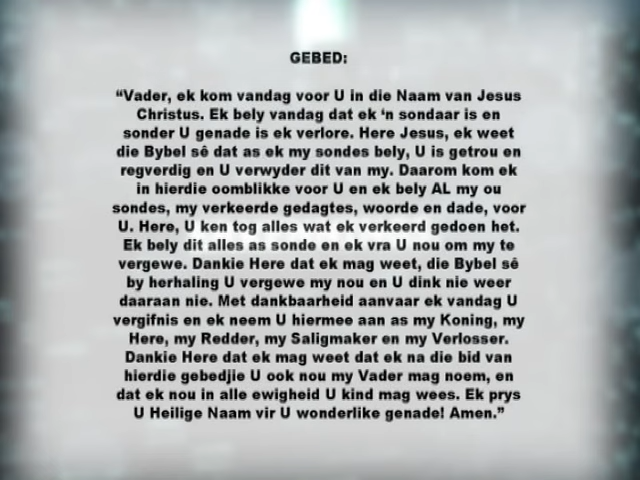 GEBED:
“Vader, ek kom vandag voor U in die Naam van Jesus
Christus. Ek bely vandag dat ek ‘n sondaar is en
sonder U genade is ek verlore. Here Jesus, ek weet
die Bybel sê dat as ek my sondes bely, U is getrou en
regverdig en U verwyder dit van my. Daarom kom ek
in hierdie oomblikke voor U en ek bely AL my ou
sondes, my verkeerde gedagtes, woorde en dade, voor
U. Here, U ken tog alles wat ek verkeerd gedoen het.
Ek bely dit alles as sonde en ek vra U nou om my te
vergewe. Dankie Here dat ek mag weet, die Bybel sê
by herhaling U vergewe my nou en U dink nie weer
daaraan nie. Met dankbaarheid aanvaar ek vandag U
vergifnis en ek neem U hiermee aan as my Koning, my
Here, my Redder, my Saligmaker en my Verlosser.
Dankie Here dat ek mag weet dat ek na die bid van
hierdie gebedjie U ook nou my Vader mag noem, en
dat ek nou in alle ewigheid U kind mag wees. Ek prys
U Heilige Naam vir U wonderlike genade! Amen.”